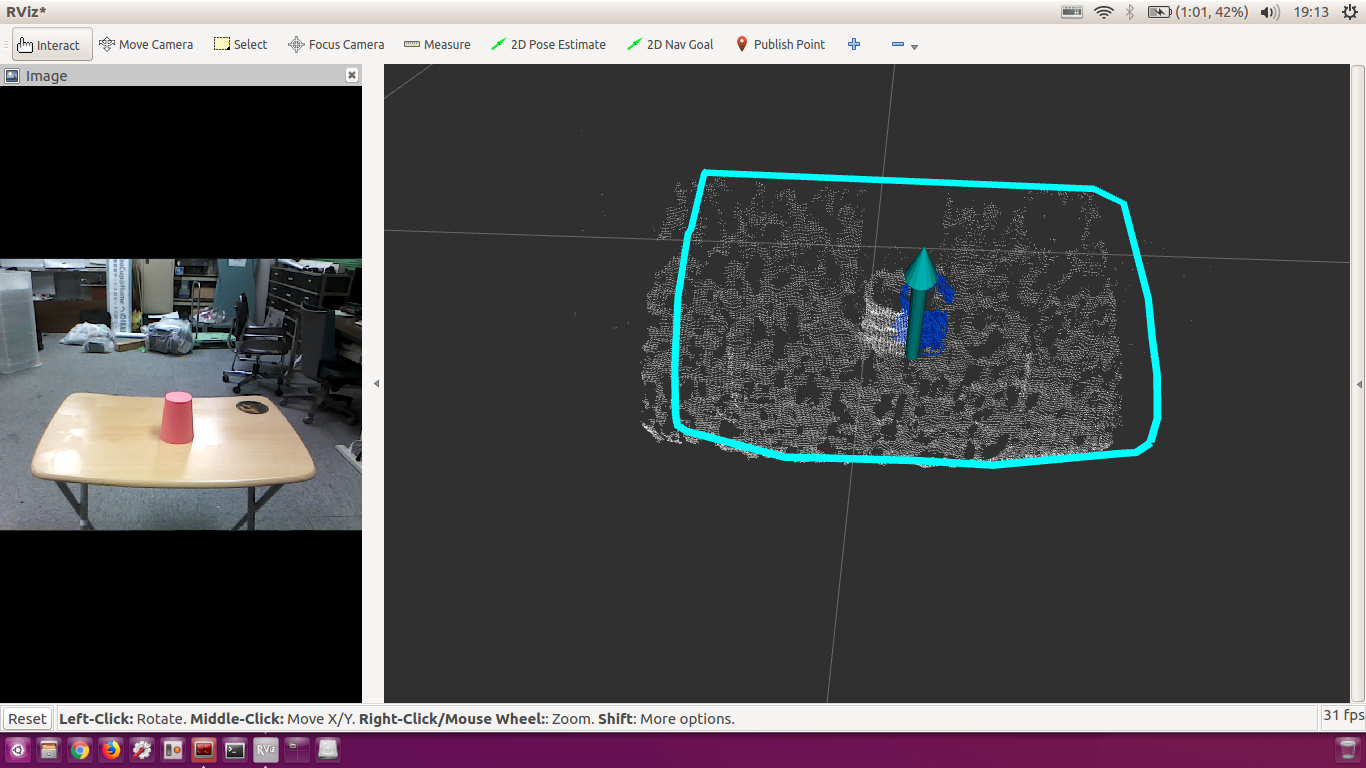 RViz*
(1:01, 42%)
19:13
Interact
Move Camera
Select
Focus Camera
Measure
2D Pose Estimate
2D Nav Goal
Publish Point
Image
Reset
Left-Click: Rotate. Middle-Click: Move X/Y. Right-Click/Mouse Wheel:: Zoom. Shift: More options.
31 fps
RViz